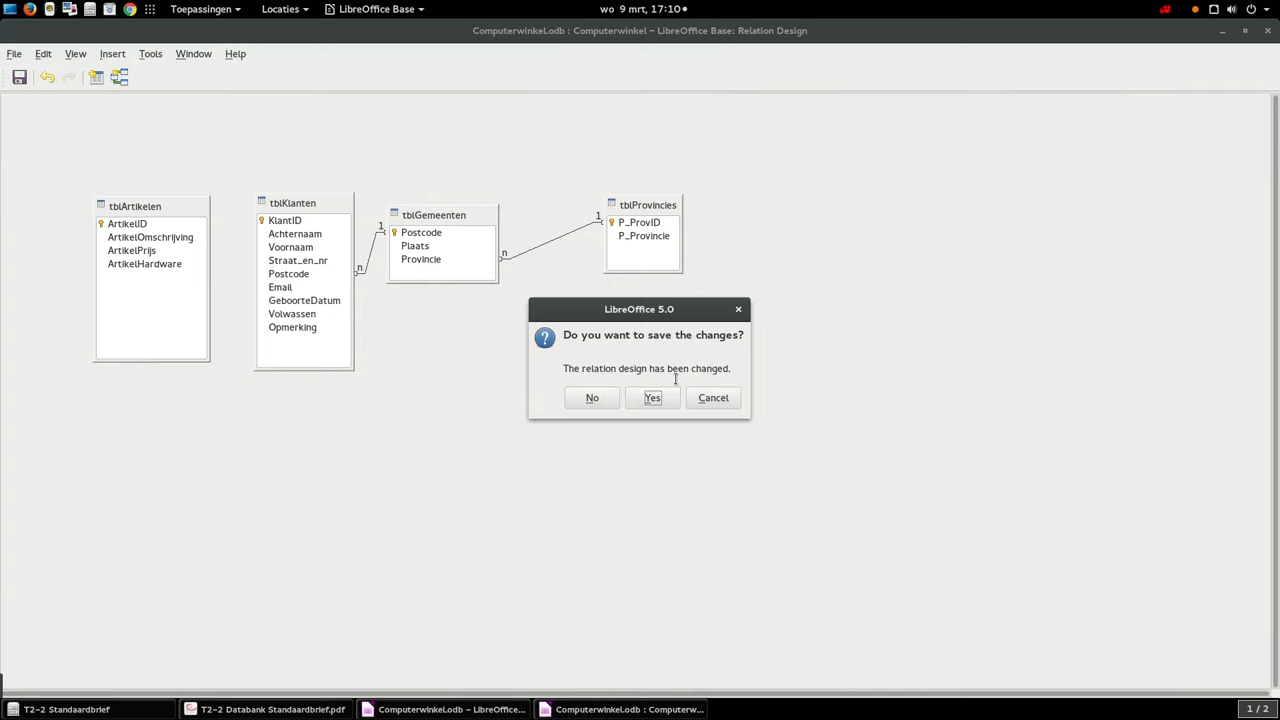 Toepassingen Locaties LibreOffice Base wo 9 mrt, 17:10
Computerwinkel.odb : Computerwinkel – LibreOffice Base: Relation Design
File Edit View Insert Tools Window Help
tblArtikelen
ArtikelID
ArtikelOmschrijving
ArtikelPrijs
ArtikelHardware
tblKlanten
KlantID
Achternaam
Voornaam
Straat_en_nr
Postcode
Email
GeboorteDatum
Volwassen
Opmerking
n
1
tblGemeenten
Postcode
Plaats
Provincie
n
1
tblProvincies
P_ProvID
P_Provincie
LibreOffice 5.0
Do you want to save the changes?
The relation design has been changed.
No Yes Cancel
T2-2 Standaardbrief T2-2 Databank Standaardbrief.pdf Computerwinkel.odb – LibreOffice... Computerwinkel.odb : Computerw... 1 / 2